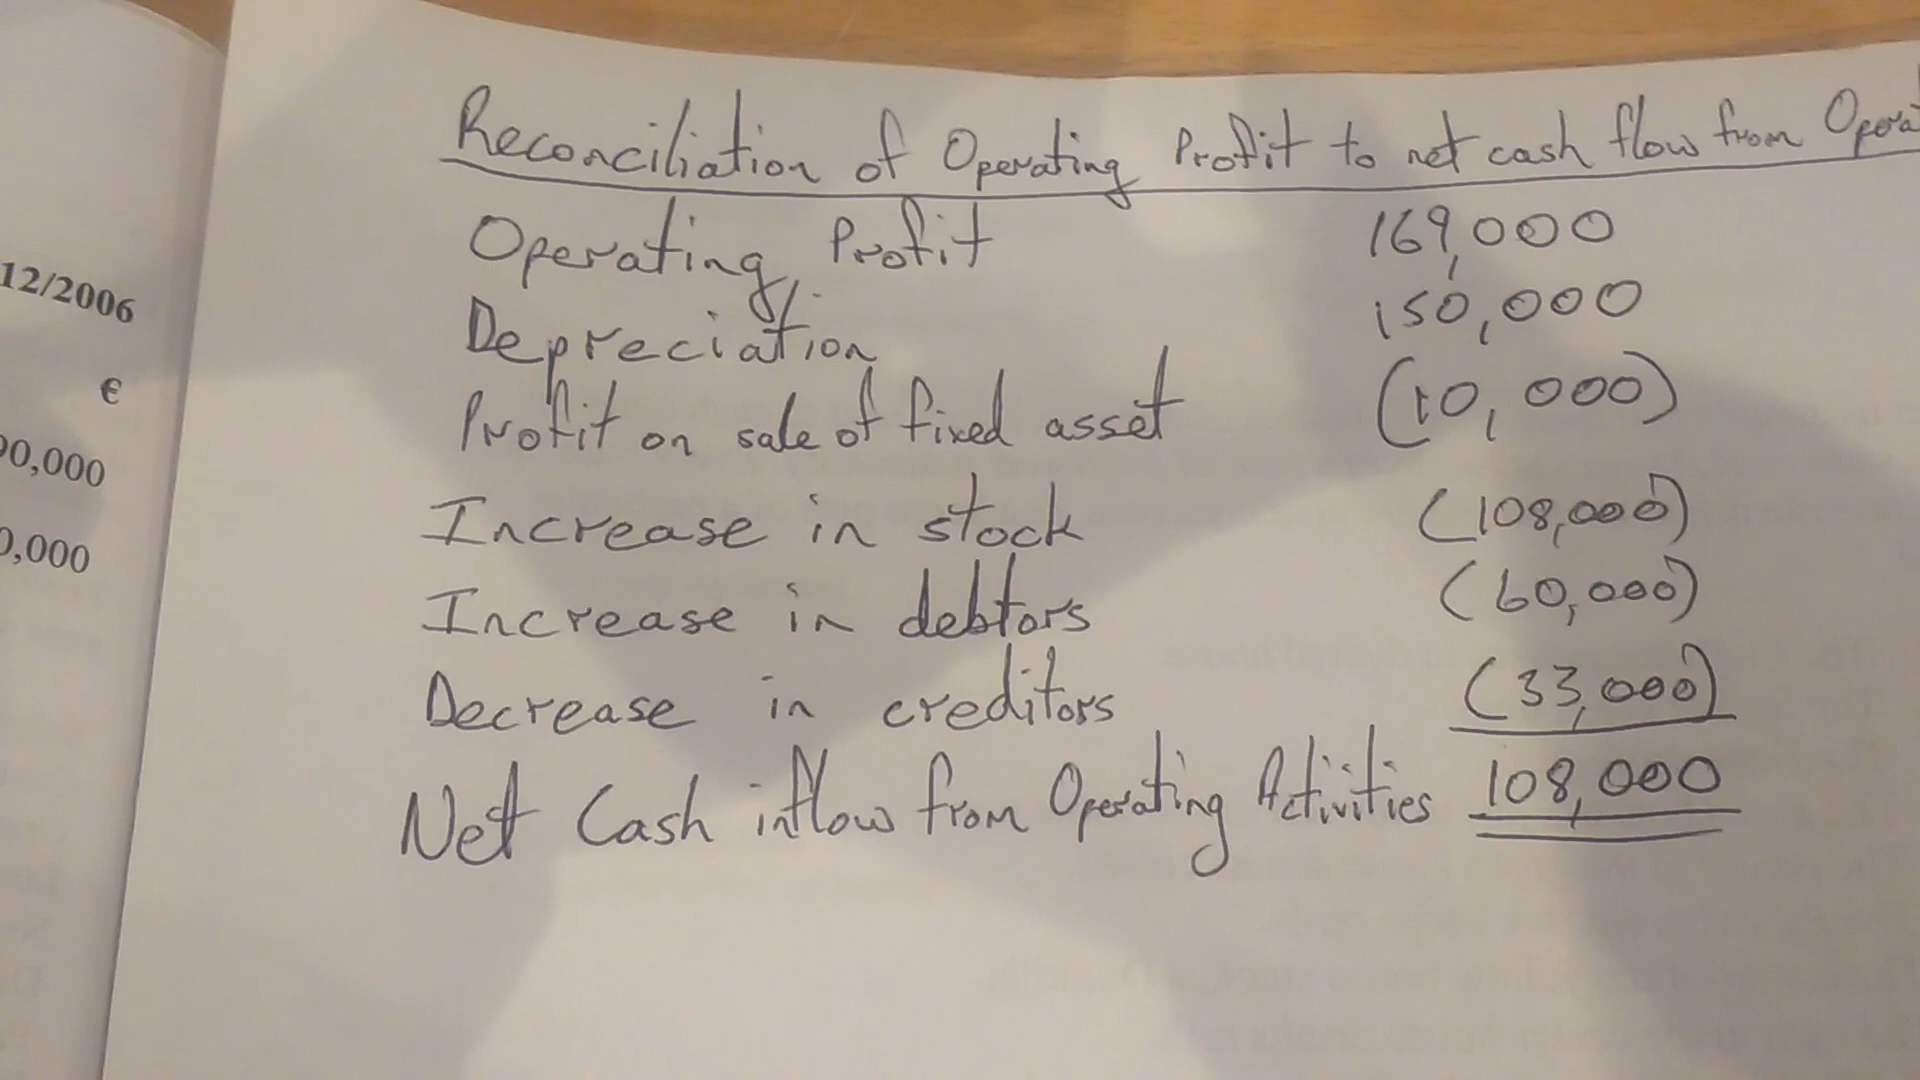 Reconciliation of Operating Profit to net cash flow from Opera
Operating Profit 169,000
Depreciation 150,000
Profit on sale of fixed asset (10,000)
Increase in stock (108,000)
Increase in debtors (60,000)
Decrease in creditors (33,000)
Net Cash inflow from Operating Activities 108,000
12/2006
€
00,000
0,000